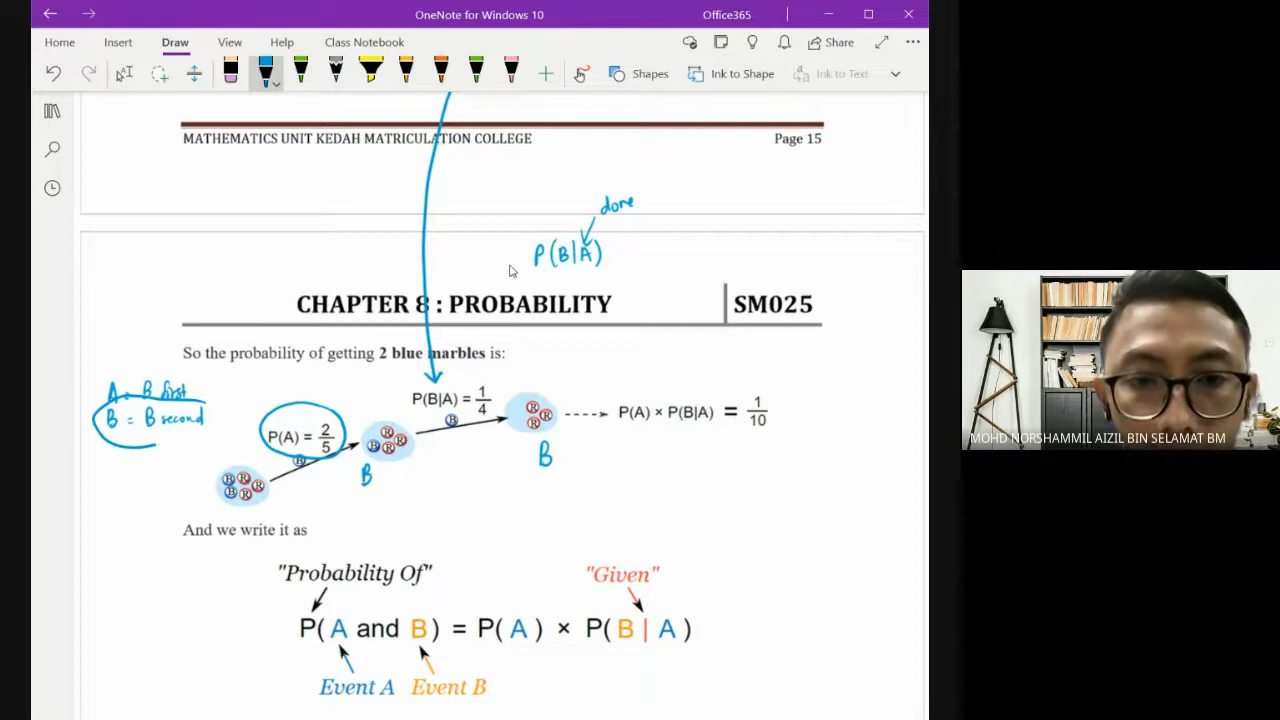 OneNote for Windows 10
Office365
Home Insert Draw View Help Class Notebook
Share
Shapes Ink to Shape Ink to Text
MATHEMATICS UNIT KEDAH MATRICULATION COLLEGE Page 15
done
P(B|A)
CHAPTER 8 : PROBABILITY SM025
So the probability of getting 2 blue marbles is:
A = B first
B = B second
P(A) = 2/5
P(B|A) = 1/4
P(A) × P(B|A) = 1/10
B
R R
B R R
R R
R
B R
B R R
B
B
B
MOHD NORSHAMMIL AIZIL BIN SELAMAT BM
And we write it as
"Probability Of" "Given"
P( A and B ) = P( A ) × P( B | A )
Event A Event B